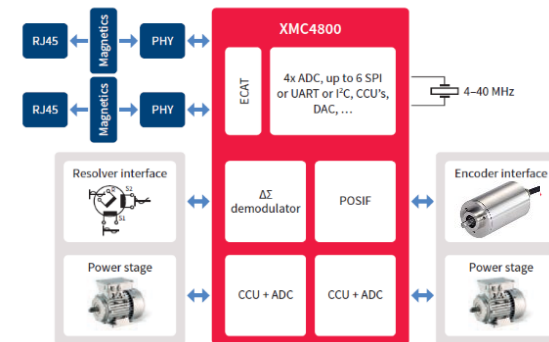 XMC4800
RJ45
Magnetics
PHY
RJ45
Magnetics
PHY
ECAT
4x ADC, up to 6 SPI
or UART or I²C, CCU's,
DAC, ...
4–40 MHz
Resolver interface
S2
S1
ΔΣ
demodulator
POSIF
Encoder interface
Power stage
CCU + ADC
CCU + ADC
Power stage